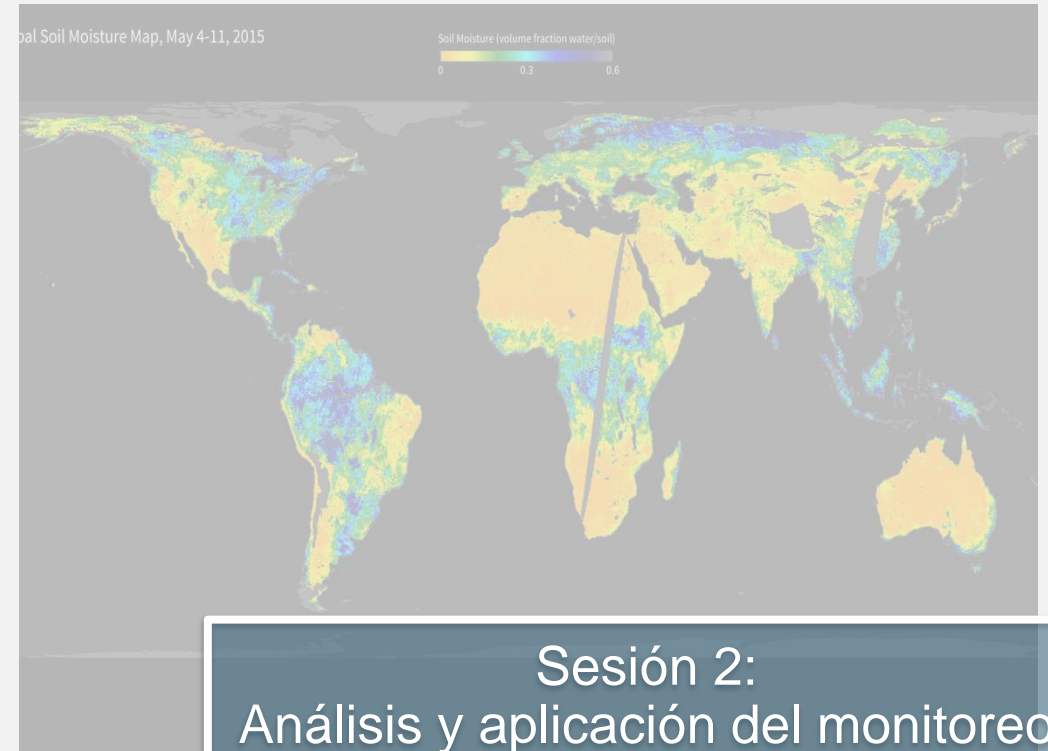 bal Soil Moisture Map, May 4-11, 2015
Soil Moisture (volume fraction water/soil)
0 0.3 0.6
Sesión 2:
Análisis y aplicación del monitoreo